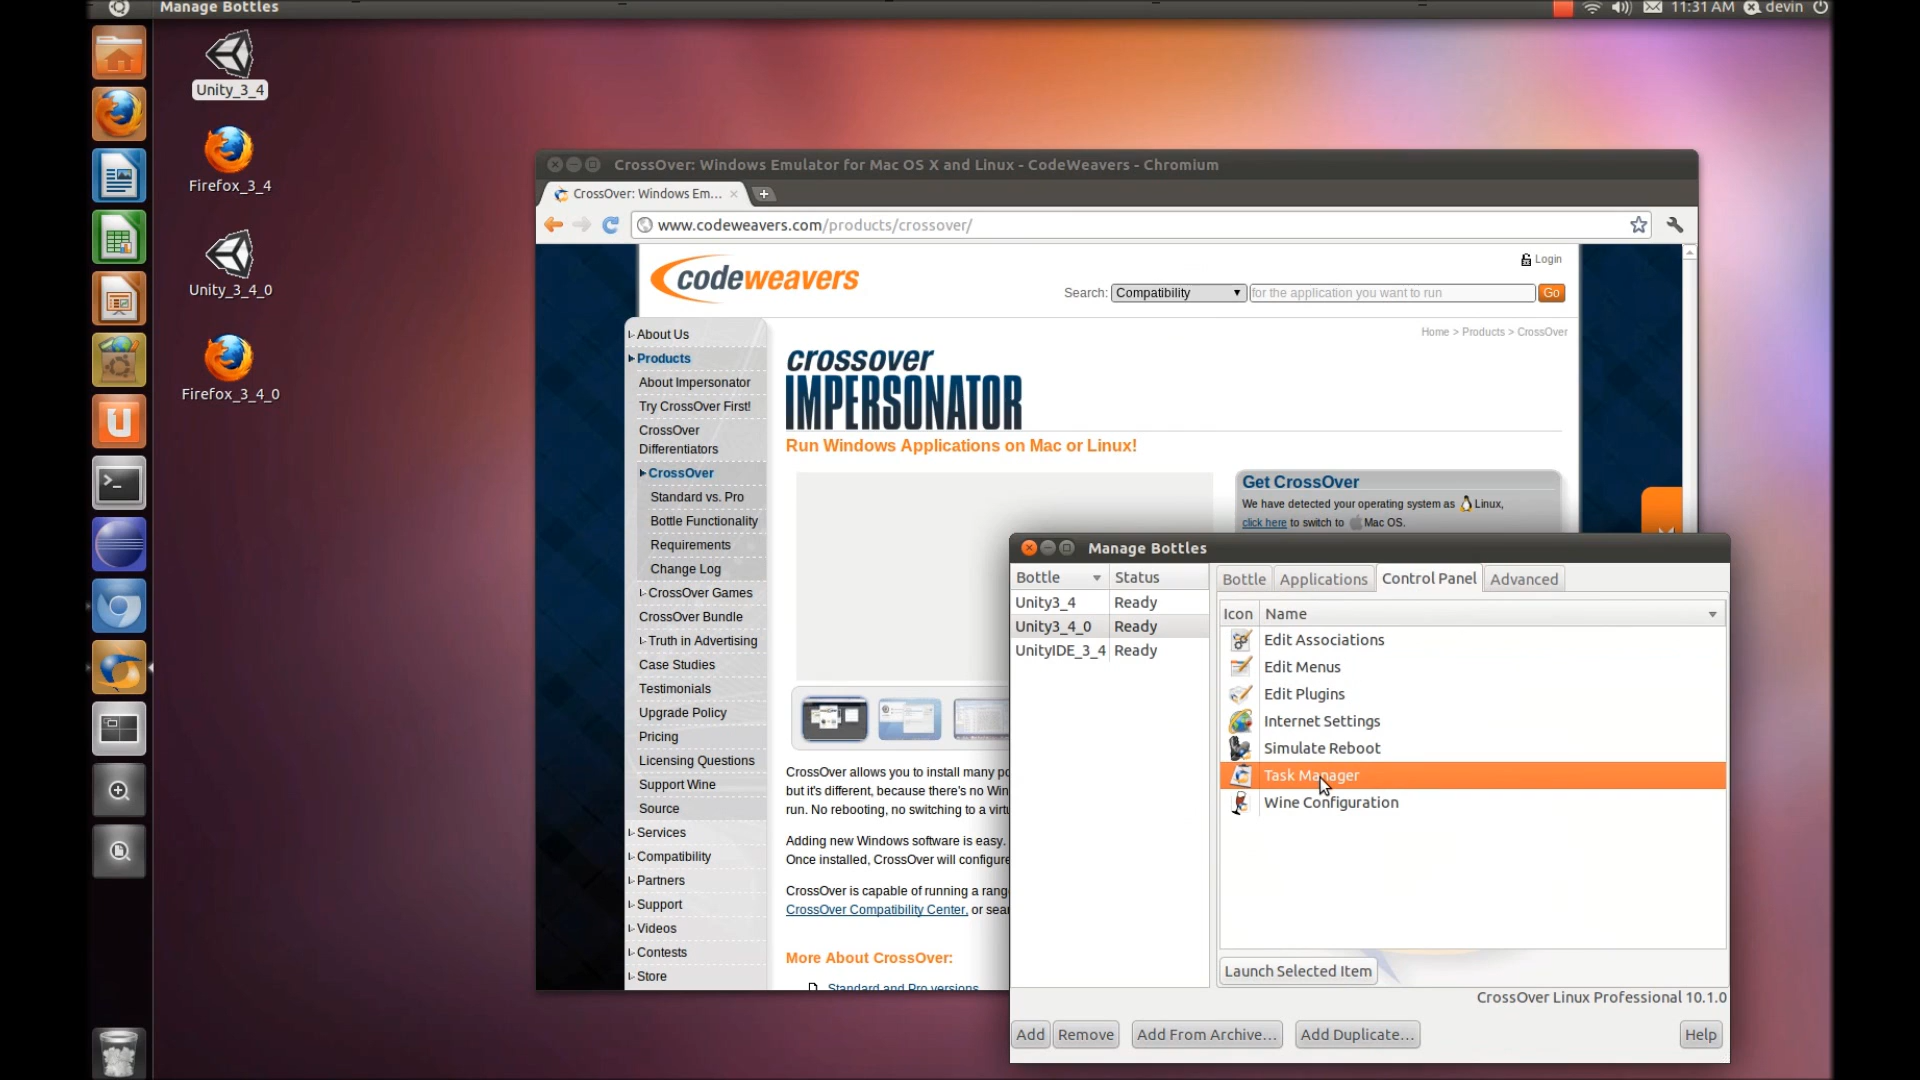 Manage Bottles
11:31 AM
devin
Unity_3_4
Firefox_3_4
Unity_3_4_0
Firefox_3_4_0
CrossOver: Windows Emulator for Mac OS X and Linux - CodeWeavers - Chromium
CrossOver: Windows Em...
www.codeweavers.com/products/crossover/
codeweavers
Login
Search:
Compatibility
for the application you want to run
Go
Home > Products > CrossOver
About Us
Products
About Impersonator
Try CrossOver First!
CrossOver
Differentiators
CrossOver
Standard vs. Pro
Bottle Functionality
Requirements
Change Log
CrossOver Games
CrossOver Bundle
Truth in Advertising
Case Studies
Testimonials
Upgrade Policy
Pricing
Licensing Questions
Support Wine
Source
Services
Compatibility
Partners
Support
Videos
Contests
Store
crossover
IMPERSONATOR
Run Windows Applications on Mac or Linux!
Get CrossOver
We have detected your operating system as Linux,
click here to switch to Mac OS.
CrossOver allows you to install many po
but it's different, because there's no Win
run. No rebooting, no switching to a virtu
Adding new Windows software is easy.
Once installed, CrossOver will configure
CrossOver is capable of running a rang
CrossOver Compatibility Center, or sear
More About CrossOver:
Standard and Pro versions
Manage Bottles
Bottle Status
Unity3_4 Ready
Unity3_4_0 Ready
UnityIDE_3_4 Ready
Bottle Applications Control Panel Advanced
Icon Name
Edit Associations
Edit Menus
Edit Plugins
Internet Settings
Simulate Reboot
Task Manager
Wine Configuration
Launch Selected Item
CrossOver Linux Professional 10.1.0
Add Remove Add From Archive... Add Duplicate... Help